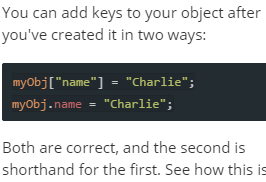 You can add keys to your object after
you've created it in two ways:
myObj["name"] = "Charlie";
myObj.name = "Charlie";
Both are correct, and the second is
shorthand for the first. See how this is